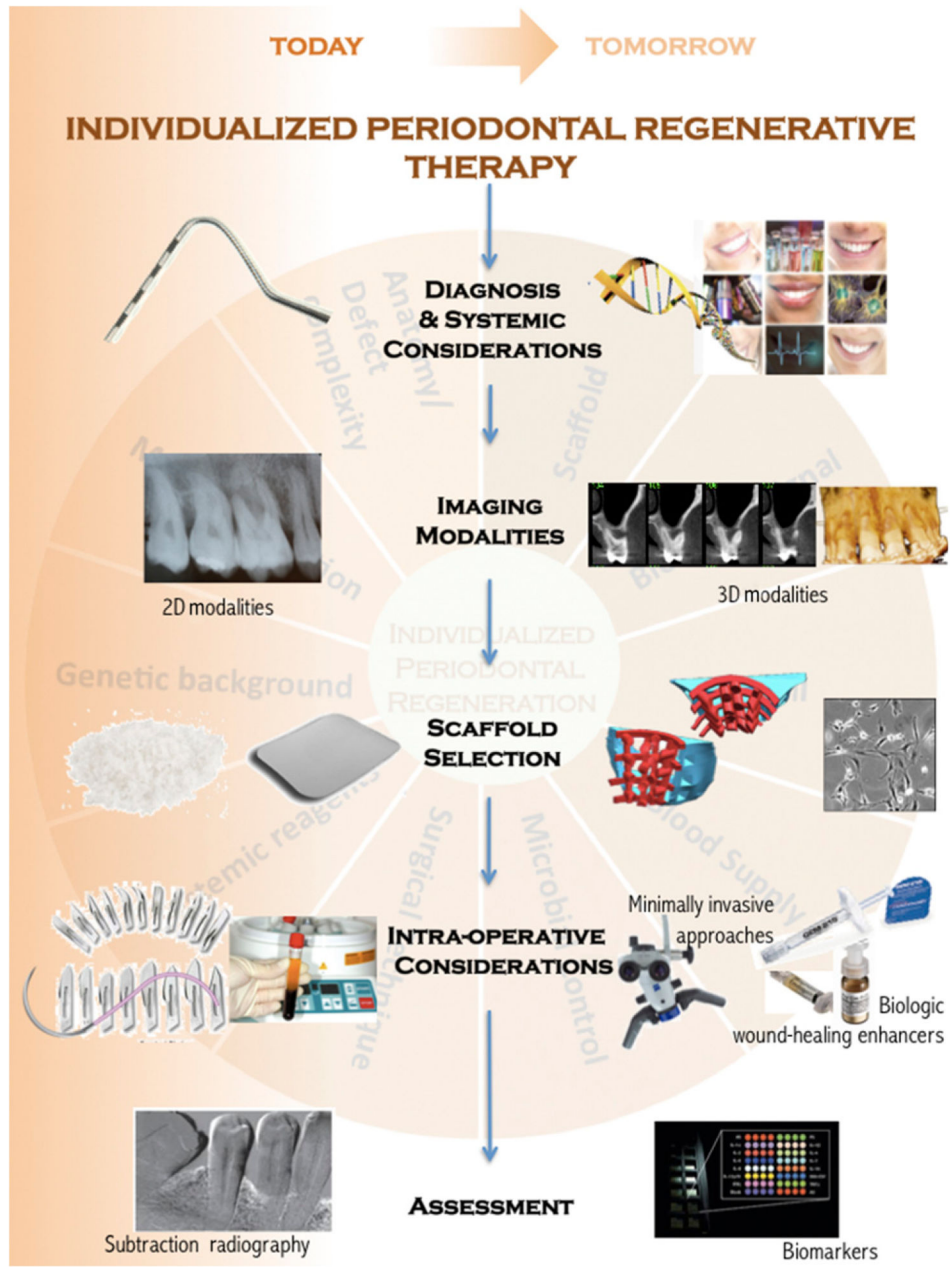 TODAY
TOMORROW
INDIVIDUALIZED PERIODONTAL REGENERATIVE
THERAPY
DIAGNOSIS
& SYSTEMIC
CONSIDERATIONS
Anatomy/
Defect
complexity
Scaffold
IMAGING
MODALITIES
2D modalities
3D modalities
INDIVIDUALIZED
PERIODONTAL
REGENERATION
Genetic background
SCAFFOLD
SELECTION
Surgical technique
Microbial control
Blood Supply
INTRA-OPERATIVE
CONSIDERATIONS
Minimally invasive
approaches
Biologic
wound-healing enhancers
ASSESSMENT
Subtraction radiography
Biomarkers